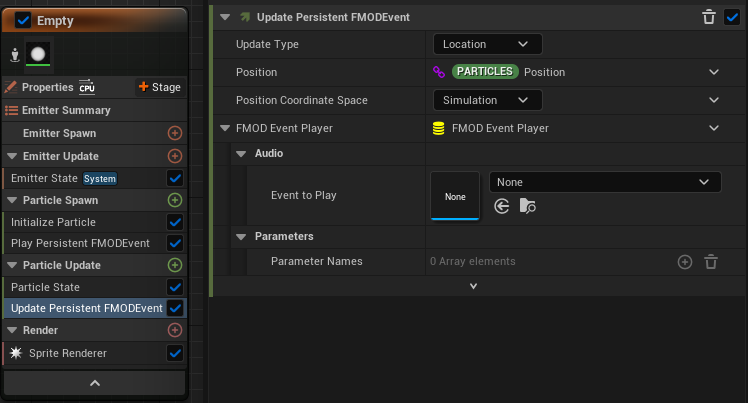 Empty
Properties CPU Stage
Emitter Summary
Emitter Spawn
Emitter Update
Emitter State System
Particle Spawn
Initialize Particle
Play Persistent FMODEvent
Particle Update
Particle State
Update Persistent FMODEvent
Render
Sprite Renderer
Update Persistent FMODEvent
Update Type Location
Position PARTICLES Position
Position Coordinate Space Simulation
FMOD Event Player FMOD Event Player
Audio
Event to Play None None
Parameters
Parameter Names 0 Array elements